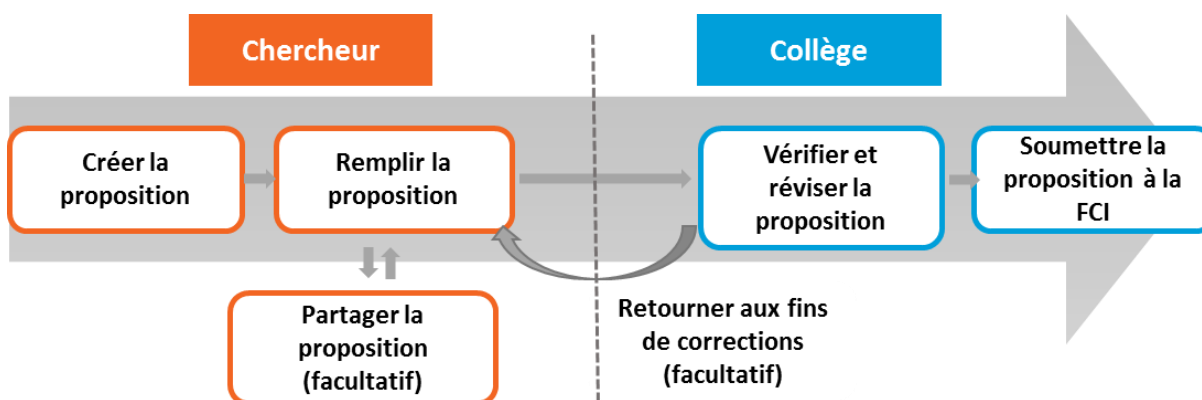 Chercheur
Collège
Créer la
proposition
Remplir la
proposition
Vérifier et
réviser la
proposition
Soumettre la
proposition à la
FCI
Partager la
proposition
(facultatif)
Retourner aux fins
de corrections
(facultatif)